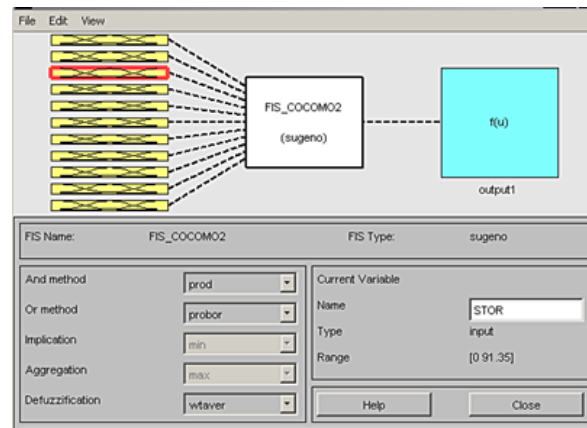 File Edit View
FIS_COCOMO2
(sugeno)
f(u)
output1
FIS Name: FIS_COCOMO2 FIS Type: sugeno
And method prod
Or method probor
Implication min
Aggregation max
Defuzzification wtaver
Current Variable
Name STOR
Type input
Range [0 91.35]
Help Close